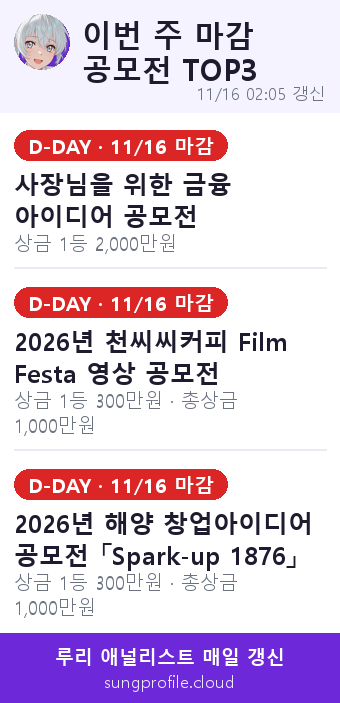 이번 주 마감
공모전 TOP3
11/16 02:05 갱신
D-DAY · 11/16 마감
사장님을 위한 금융
아이디어 공모전
상금 1등 2,000만원
D-DAY · 11/16 마감
2026년 천씨씨커피 Film
Festa 영상 공모전
상금 1등 300만원 · 총상금
1,000만원
D-DAY · 11/16 마감
2026년 해양 창업아이디어
공모전 「Spark-up 1876」
상금 1등 300만원 · 총상금
1,000만원
루리 애널리스트 매일 갱신
sungprofile.cloud